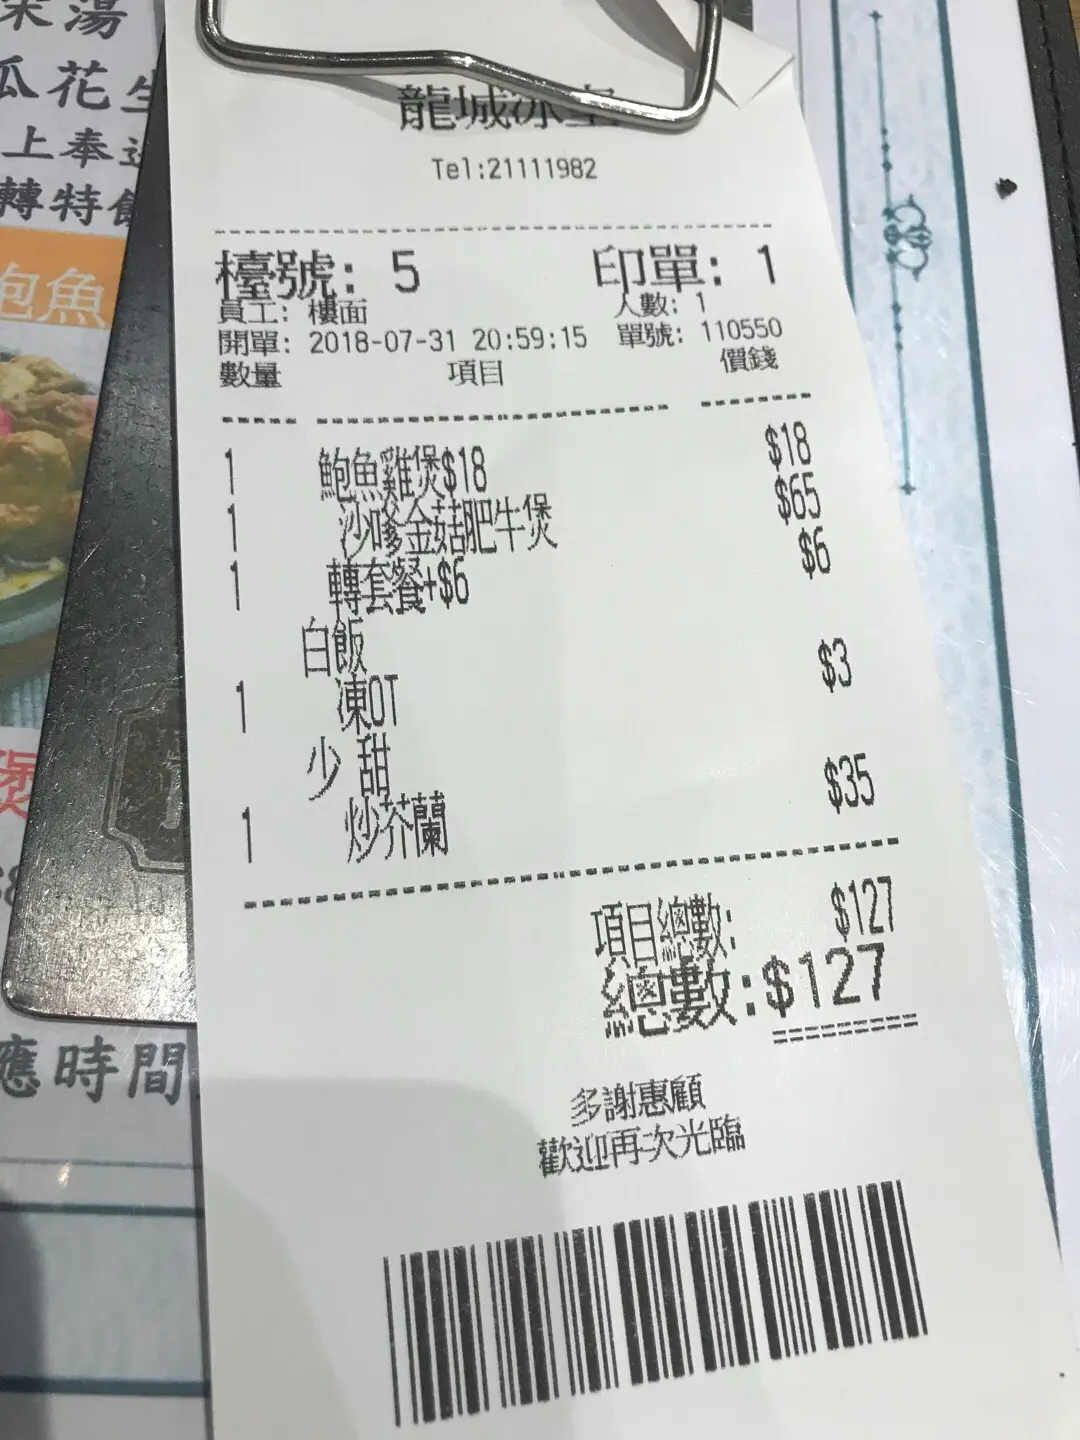 龍城冰室
Tel:21111982
檯號: 5 印單: 1
員工: 樓面 人數: 1
開單: 2018-07-31 20:59:15 單號: 110550
數量 項目 價錢
1 鮑魚雞煲$18 $18
1 沙嗲金菇肥牛煲 $65
1 轉套餐+$6 $6
白飯
1 凍OT $3
少 甜
1 炒芥蘭 $35
項目總數: $127
總數:$127
多謝惠顧
歡迎再次光臨
湯
瓜花生
上奉送
轉特飲
鮑魚
煲
應時間